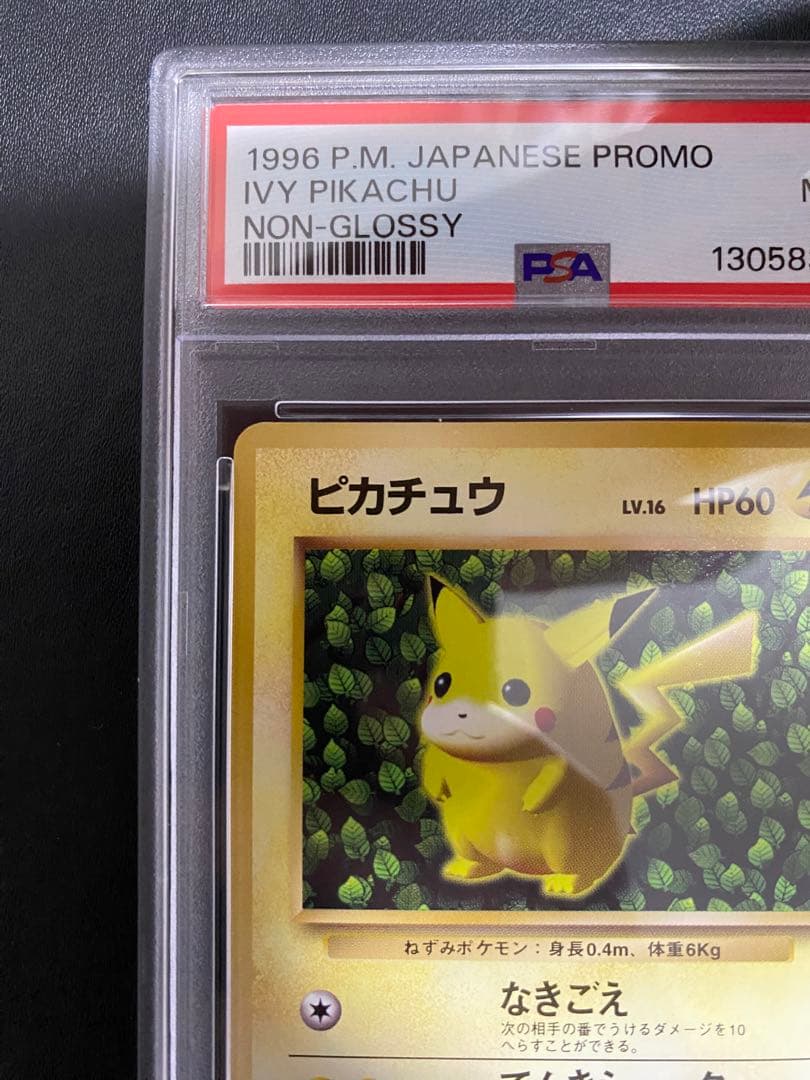 1996 P.M. JAPANESE PROMO
IVY PIKACHU
NON-GLOSSY
PSA
ピカチュウ LV.16 HP60
ねずみポケモン：身長0.4m、体重6Kg
なきごえ
次の相手の番でうけるダメージを10
へらすことができる。